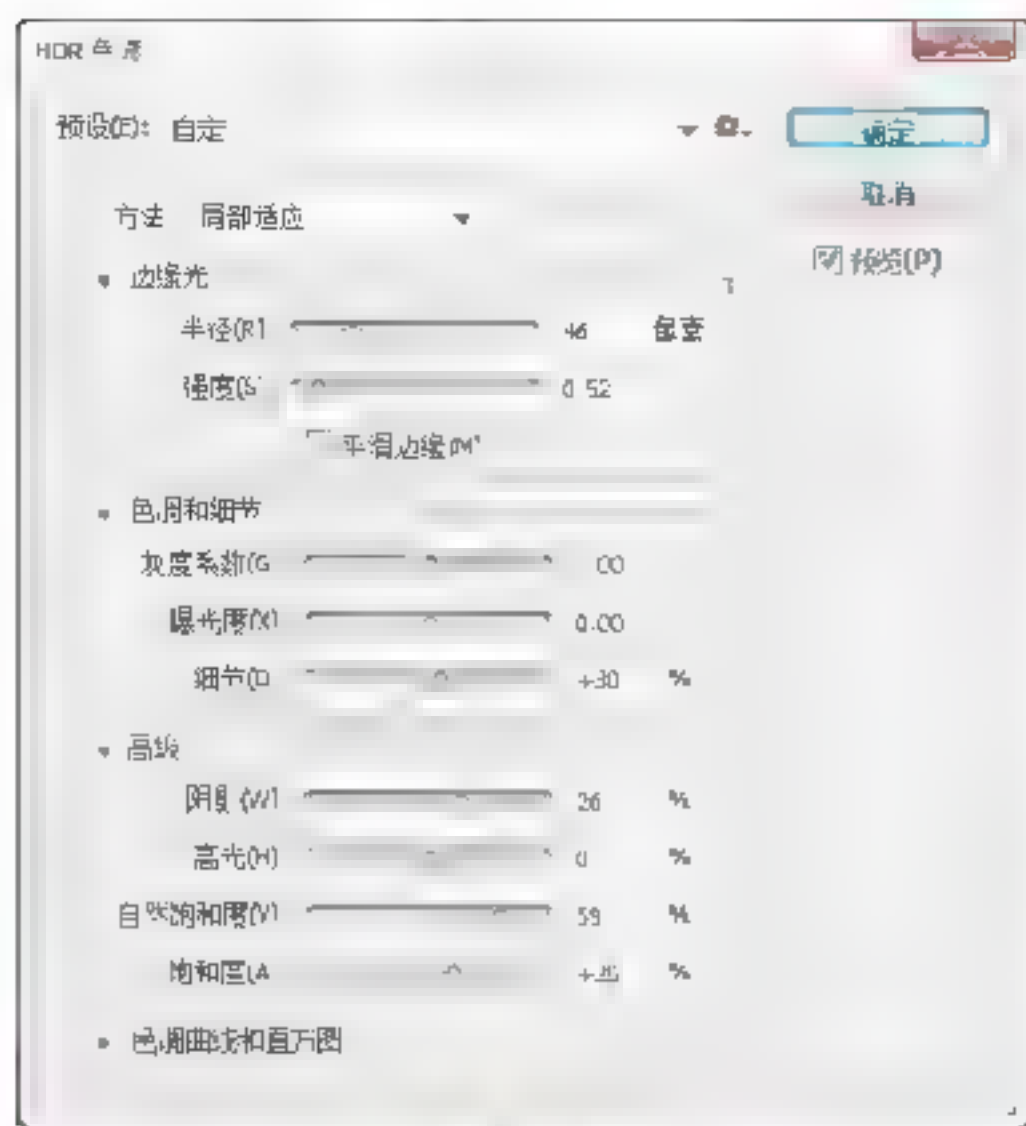 HDR 色调
预设(E): 自定
确定
取消
预览(P)
方法 局部适应
边缘光
半径(R) 46 像素
强度(S 0.52
平滑边缘(M)
色调和细节
灰度系数(G 00
曝光度(X) 0.00
细节(D +30 %
高级
阴影(W) 26 %
高光(H) 0 %
自然饱和度(V) 59 %
饱和度(A %
色调曲线和直方图